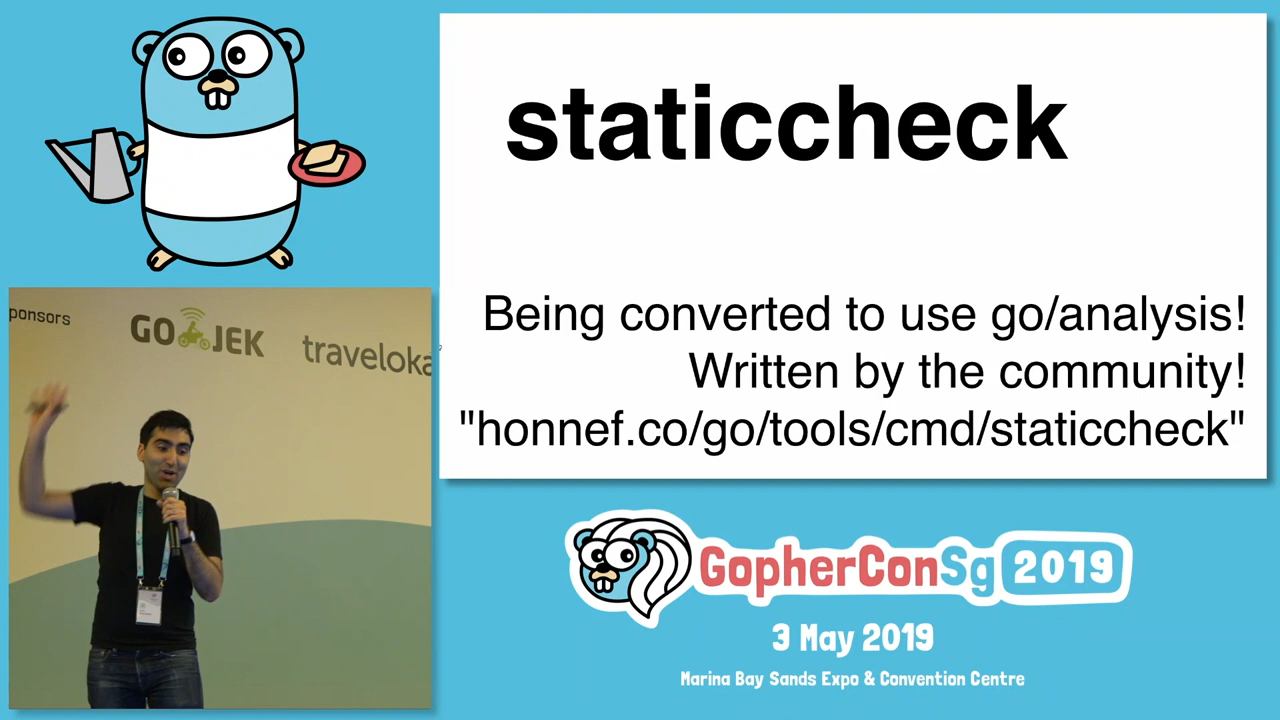 staticcheck
Being converted to use go/analysis!
Written by the community!
"honnef.co/go/tools/cmd/staticcheck"
ponsors
GO JEK
traveloka
GopherConSg 2019
3 May 2019
Marina Bay Sands Expo & Convention Centre